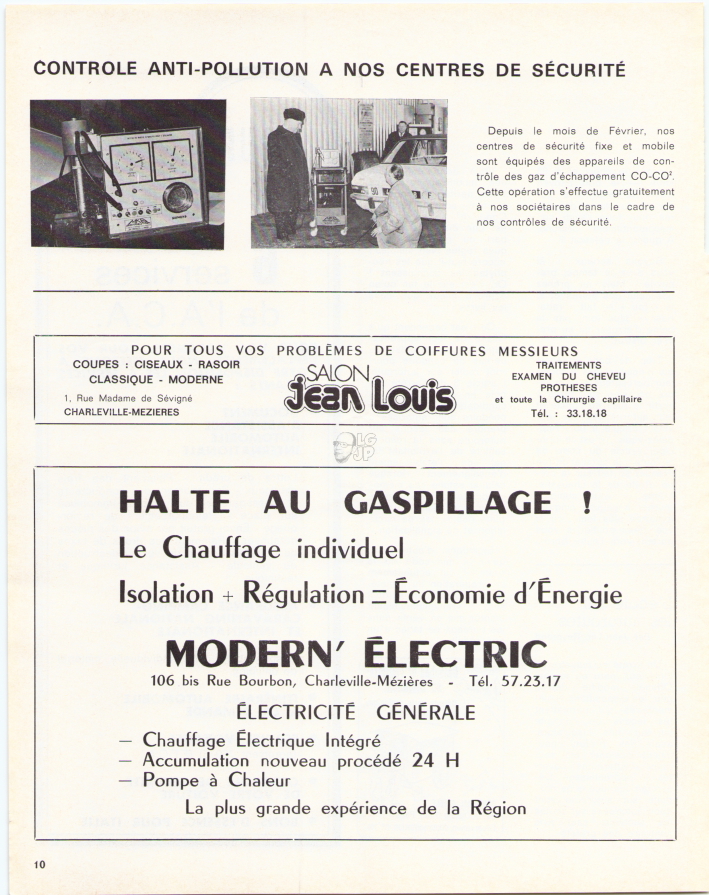 CONTROLE ANTI-POLLUTION A NOS CENTRES DE SÉCURITÉ
90 F
Depuis le mois de Février, nos
centres de sécurité fixe et mobile
sont équipés des appareils de con-
trôle des gaz d'échappement CO-CO².
Cette opération s'effectue gratuitement
à nos sociétaires dans le cadre de
nos contrôles de sécurité.
POUR TOUS VOS PROBLÈMES DE COIFFURES MESSIEURS
COUPES : CISEAUX - RASOIR
CLASSIQUE - MODERNE
1, Rue Madame de Sévigné
CHARLEVILLE-MEZIERES
SALON
Jean Louis
TRAITEMENTS
EXAMEN DU CHEVEU
PROTHESES
et toute la Chirurgie capillaire
Tél. : 33.18.18
LG
JP
HALTE AU GASPILLAGE !
Le Chauffage individuel
Isolation + Régulation = Économie d'Énergie
MODERN' ÉLECTRIC
106 bis Rue Bourbon, Charleville-Mézières - Tél. 57.23.17
ÉLECTRICITÉ GÉNÉRALE
— Chauffage Électrique Intégré
— Accumulation nouveau procédé 24 H
— Pompe à Chaleur
La plus grande expérience de la Région
10